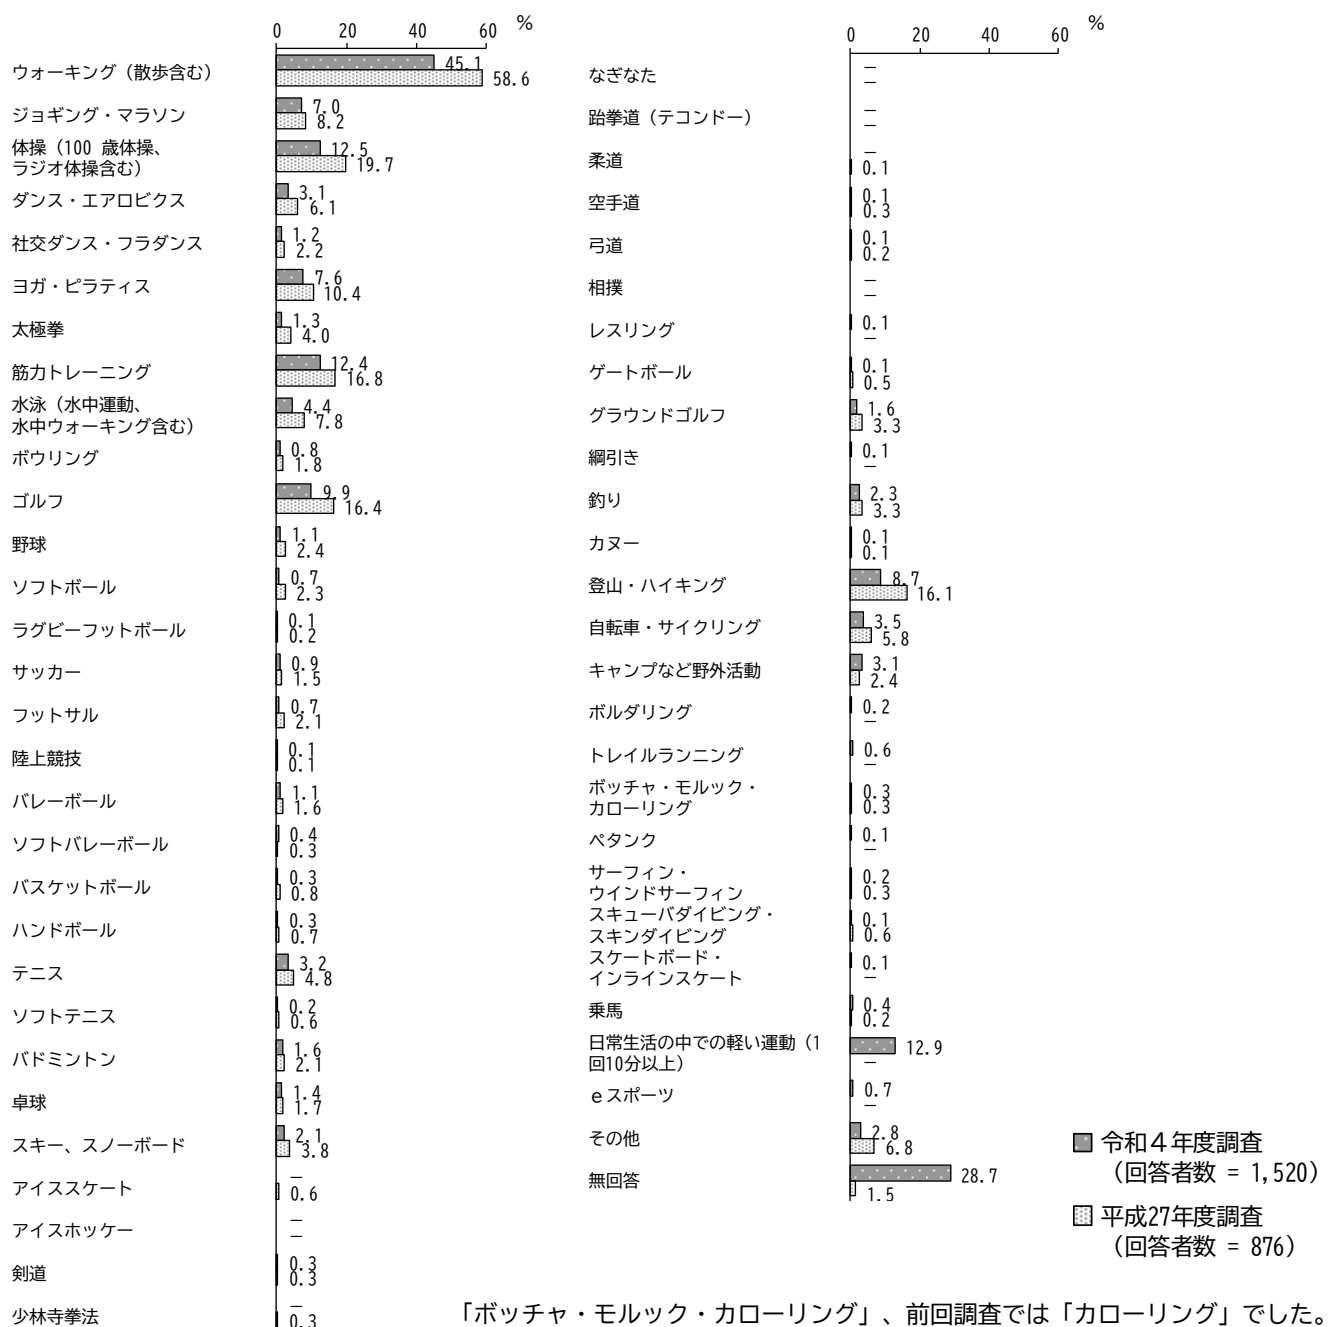 0 20 40 60 %
ウォーキング（散歩含む） 45.1
58.6
ジョギング・マラソン 7.0
8.2
体操（100 歳体操、
ラジオ体操含む） 12.5
19.7
ダンス・エアロビクス 3.1
6.1
社交ダンス・フラダンス 1.2
2.2
ヨガ・ピラティス 7.6
10.4
太極拳 1.3
4.0
筋力トレーニング 12.4
16.8
水泳（水中運動、
水中ウォーキング含む） 4.4
7.8
ボウリング 0.8
1.8
ゴルフ 9.9
16.4
野球 1.1
2.4
ソフトボール 0.7
2.3
ラグビーフットボール 0.1
0.2
サッカー 0.9
1.5
フットサル 0.7
2.1
陸上競技 0.1
0.1
バレーボール 1.1
1.6
ソフトバレーボール 0.4
0.3
バスケットボール 0.3
0.8
ハンドボール 0.3
0.7
テニス 3.2
4.8
ソフトテニス 0.2
0.6
バドミントン 1.6
2.1
卓球 1.4
1.7
スキー、スノーボード 2.1
3.8
アイススケート －
0.6
アイスホッケー －
－
剣道 0.3
0.3
少林寺拳法 －
0.3
0 20 40 60 %
なぎなた －
－
跆拳道（テコンドー） －
－
柔道 －
0.1
空手道 0.1
0.3
弓道 0.1
0.2
相撲 －
－
レスリング 0.1
－
ゲートボール 0.1
0.5
グラウンドゴルフ 1.6
3.3
綱引き 0.1
－
釣り 2.3
3.3
カヌー 0.1
0.1
登山・ハイキング 8.7
16.1
自転車・サイクリング 3.5
5.8
キャンプなど野外活動 3.1
2.4
ボルダリング 0.2
－
トレイルランニング 0.6
－
ボッチャ・モルック・
カローリング 0.3
0.3
ペタンク 0.1
－
サーフィン・
ウインドサーフィン 0.2
0.3
スキューバダイビング・
スキンダイビング 0.1
0.6
スケートボード・
インラインスケート 0.1
－
乗馬 0.4
0.2
日常生活の中での軽い運動（1
回10分以上） 12.9
－
ｅスポーツ 0.7
－
その他 2.8
6.8
無回答 28.7
1.5
令和４年度調査
（回答者数 = 1,520）
平成27年度調査
（回答者数 = 876）
「ボッチャ・モルック・カローリング」、前回調査では「カローリング」でした。